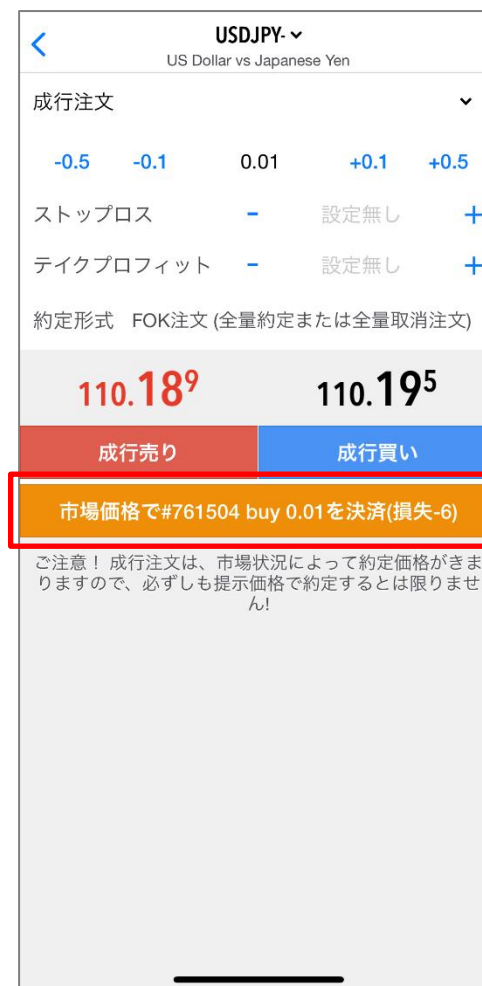 USDJPY-
US Dollar vs Japanese Yen
成行注文
-0.5 -0.1 0.01 +0.1 +0.5
ストップロス - 設定無し +
テイクプロフィット - 設定無し +
約定形式 FOK注文 (全量約定または全量取消注文)
110.189 110.195
成行売り 成行買い
市場価格で#761504 buy 0.01を決済(損失-6)
ご注意！ 成行注文は、市場状況によって約定価格がきま
りますので、必ずしも提示価格で約定するとは限りませ
ん!